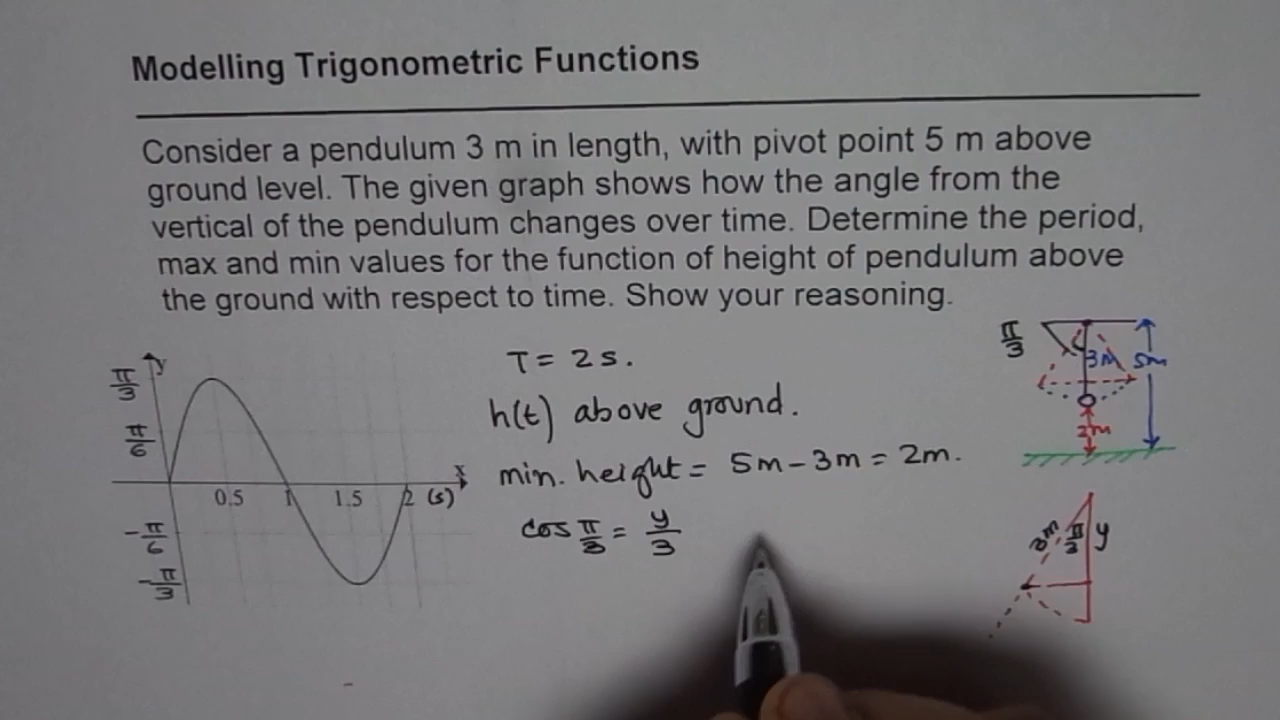 Modelling Trigonometric Functions
Consider a pendulum 3 m in length, with pivot point 5 m above
ground level. The given graph shows how the angle from the
vertical of the pendulum changes over time. Determine the period,
max and min values for the function of height of pendulum above
the ground with respect to time. Show your reasoning.
y
π/3
π/6
-π/6
-π/3
0.5
1
1.5
2 (s)
x
T = 2 s.
h(t) above ground.
min. height = 5m - 3m = 2m.
cos π/3 = y/3
π/3
3m
5m
2m
3m
π/3
y